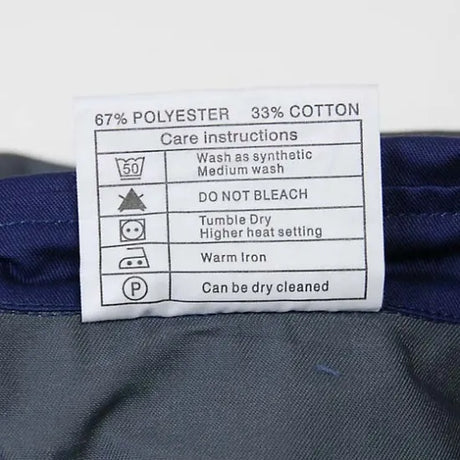 67% POLYESTER 33% COTTON
Care instructions
50
Wash as synthetic
Medium wash
DO NOT BLEACH
Tumble Dry
Higher heat setting
Warm Iron
P
Can be dry cleaned